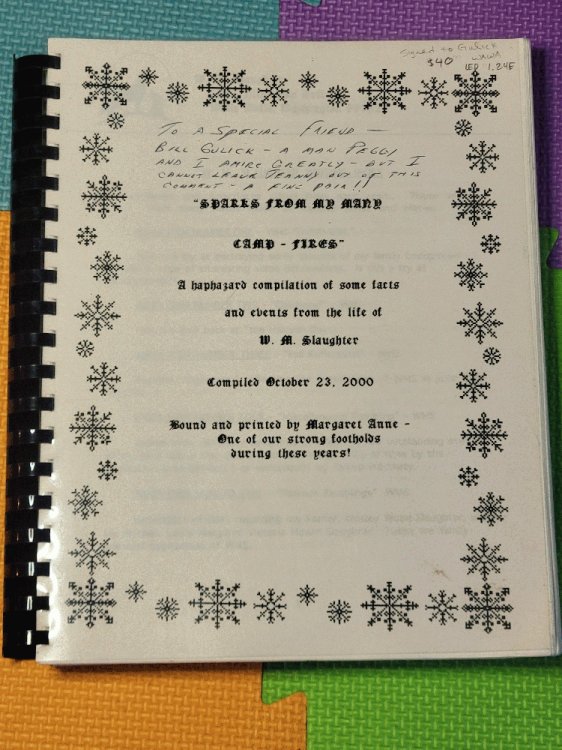 Signed to Gulick
$40
To A Special Friend —
Bill Gulick - A man Peggy
and I amire greatly - but I
cannot leave Jeanny out of this
comment - a fine pair!!
"SPARKS FROM MY MANY
CAMP - FIRES"
A haphazard compilation of some facts
and events from the life of
W. M. Slaughter
Compiled October 23, 2000
Bound and printed by Margaret Anne -
One of our strong footholds
during these years!